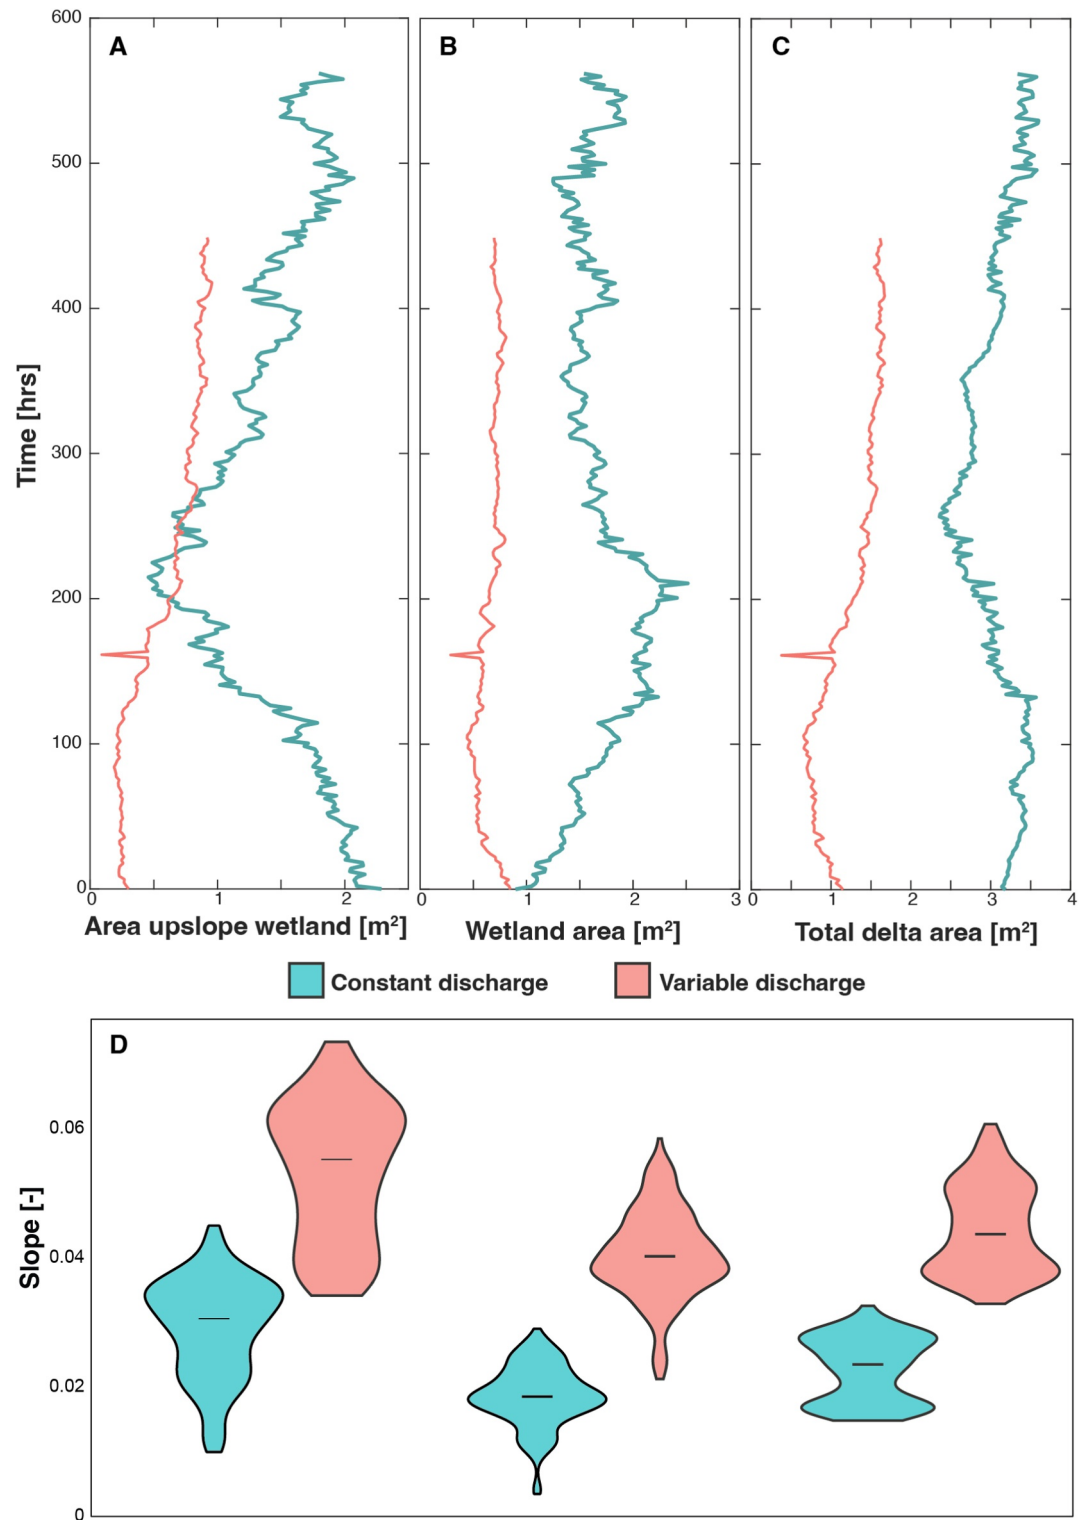 A
B
C
600
500
400
300
200
100
0
Time [hrs]
0 1 2
0 1 2 3
0 1 2 3 4
Area upslope wetland [m²]
Wetland area [m²]
Total delta area [m²]
Constant discharge
Variable discharge
D
0.06
0.04
0.02
0
Slope [-]